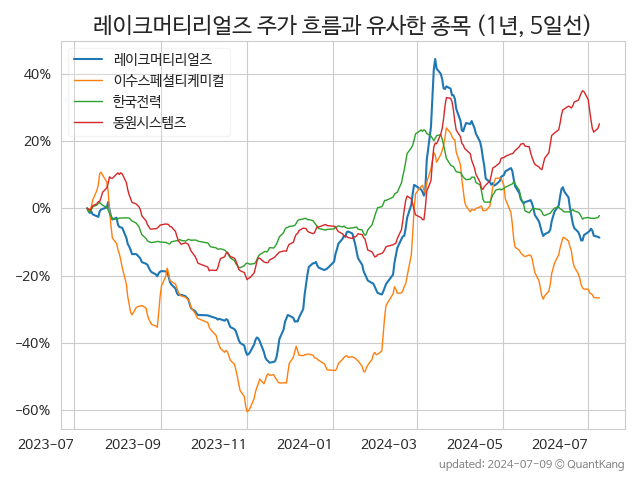 레이크머티리얼즈 주가 흐름과 유사한 종목 (1년, 5일선)
레이크머티리얼즈
이수스페셜티케미컬
한국전력
동원시스템즈
40%
20%
0%
−20%
−40%
−60%
2023-07 2023-09 2023-11 2024-01 2024-03 2024-05 2024-07
updated: 2024-07-09 © QuantKang